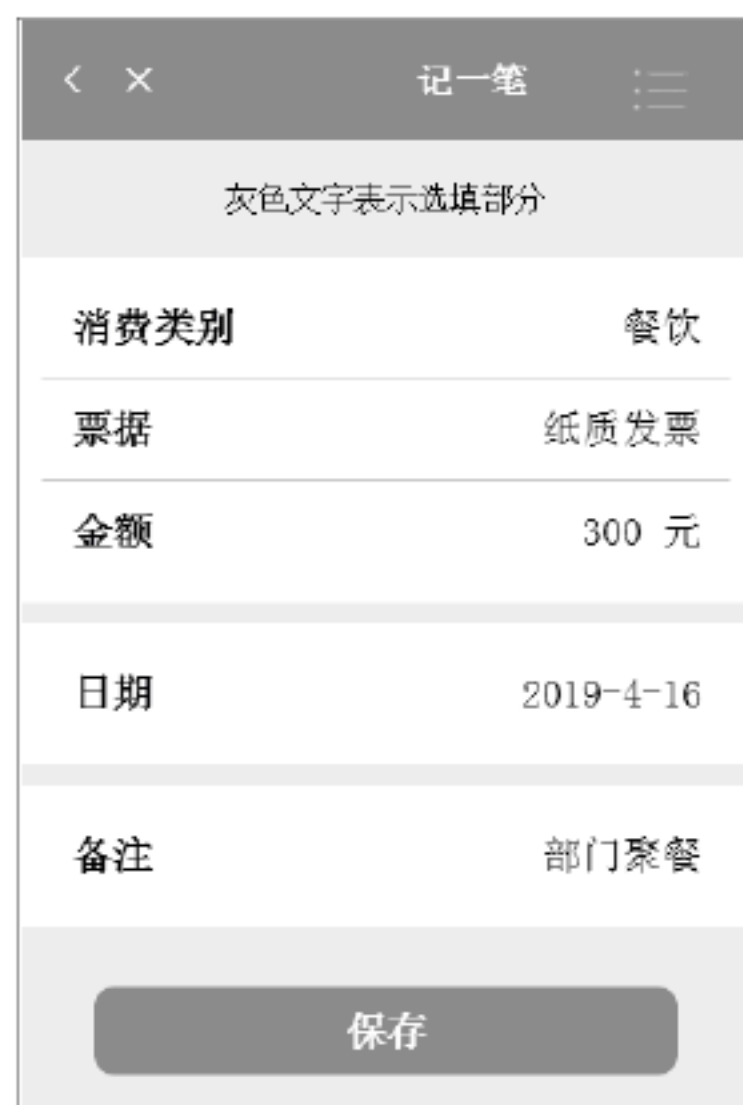 记一笔
灰色文字表示选填部分
消费类别 餐饮
票据 纸质发票
金额 300 元
日期 2019-4-16
备注 部门聚餐
保存